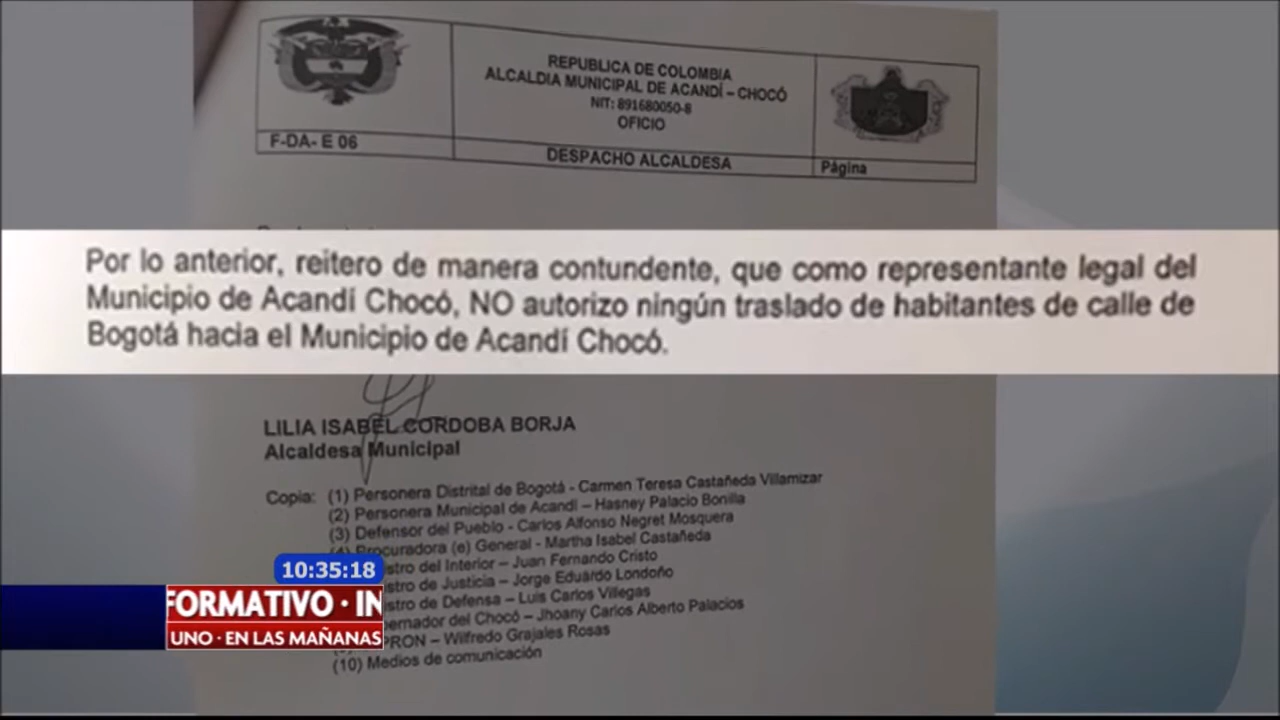 REPUBLICA DE COLOMBIA
ALCALDIA MUNICIPAL DE ACANDÍ – CHOCÓ
NIT: 891680050-8
OFICIO
F-DA- E 06
DESPACHO ALCALDESA
Página
Por lo anterior, reitero de manera contundente, que como representante legal del
Municipio de Acandí Chocó, NO autorizo ningún traslado de habitantes de calle de
Bogotá hacia el Municipio de Acandí Chocó.
LILIA ISABEL CORDOBA BORJA
Alcaldesa Municipal
Copia: (1) Personera Distrital de Bogotá - Carmen Teresa Castañeda Villamizar
(2) Personera Municipal de Acandí – Hasney Palacio Bonilla
(3) Defensor del Pueblo - Carlos Alfonso Negret Mosquera
(4) Procuradora (e) General - Martha Isabel Castañeda
stro del Interior – Juan Fernando Cristo
stro de Justicia – Jorge Eduardo Londoño
stro de Defensa – Luis Carlos Villegas
bernador del Chocó – Jhoany Carlos Alberto Palacios
PRON – Wilfredo Grajales Rosas
(10) Medios de comunicación
10:35:18
FORMATIVO · IN
UNO · EN LAS MAÑANAS